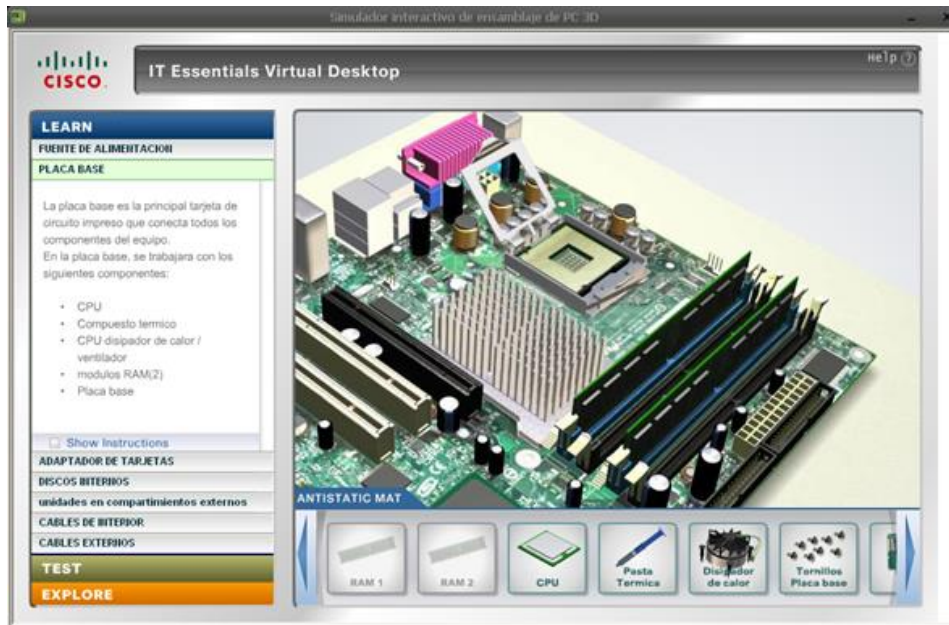 Simulador interactivo de ensamblaje de PC 3D
CISCO
IT Essentials Virtual Desktop
Help ?
LEARN
FUENTE DE ALIMENTACION
PLACA BASE
La placa base es la principal tarjeta de
circuito impreso que conecta todos los
componentes del equipo.
En la placa base, se trabajara con los
siguientes componentes:
• CPU
• Compuesto termico
• CPU disipador de calor /
ventilador
• modulos RAM(2)
• Placa base
Show Instructions
ADAPTADOR DE TARJETAS
DISCOS INTERNOS
unidades en compartimientos externos
CABLES DE INTERIOR
CABLES EXTERNOS
TEST
EXPLORE
ANTISTATIC MAT
RAM 1
RAM 2
CPU
Pasta
Termica
Disipador
de calor
Tornillos
Placa base